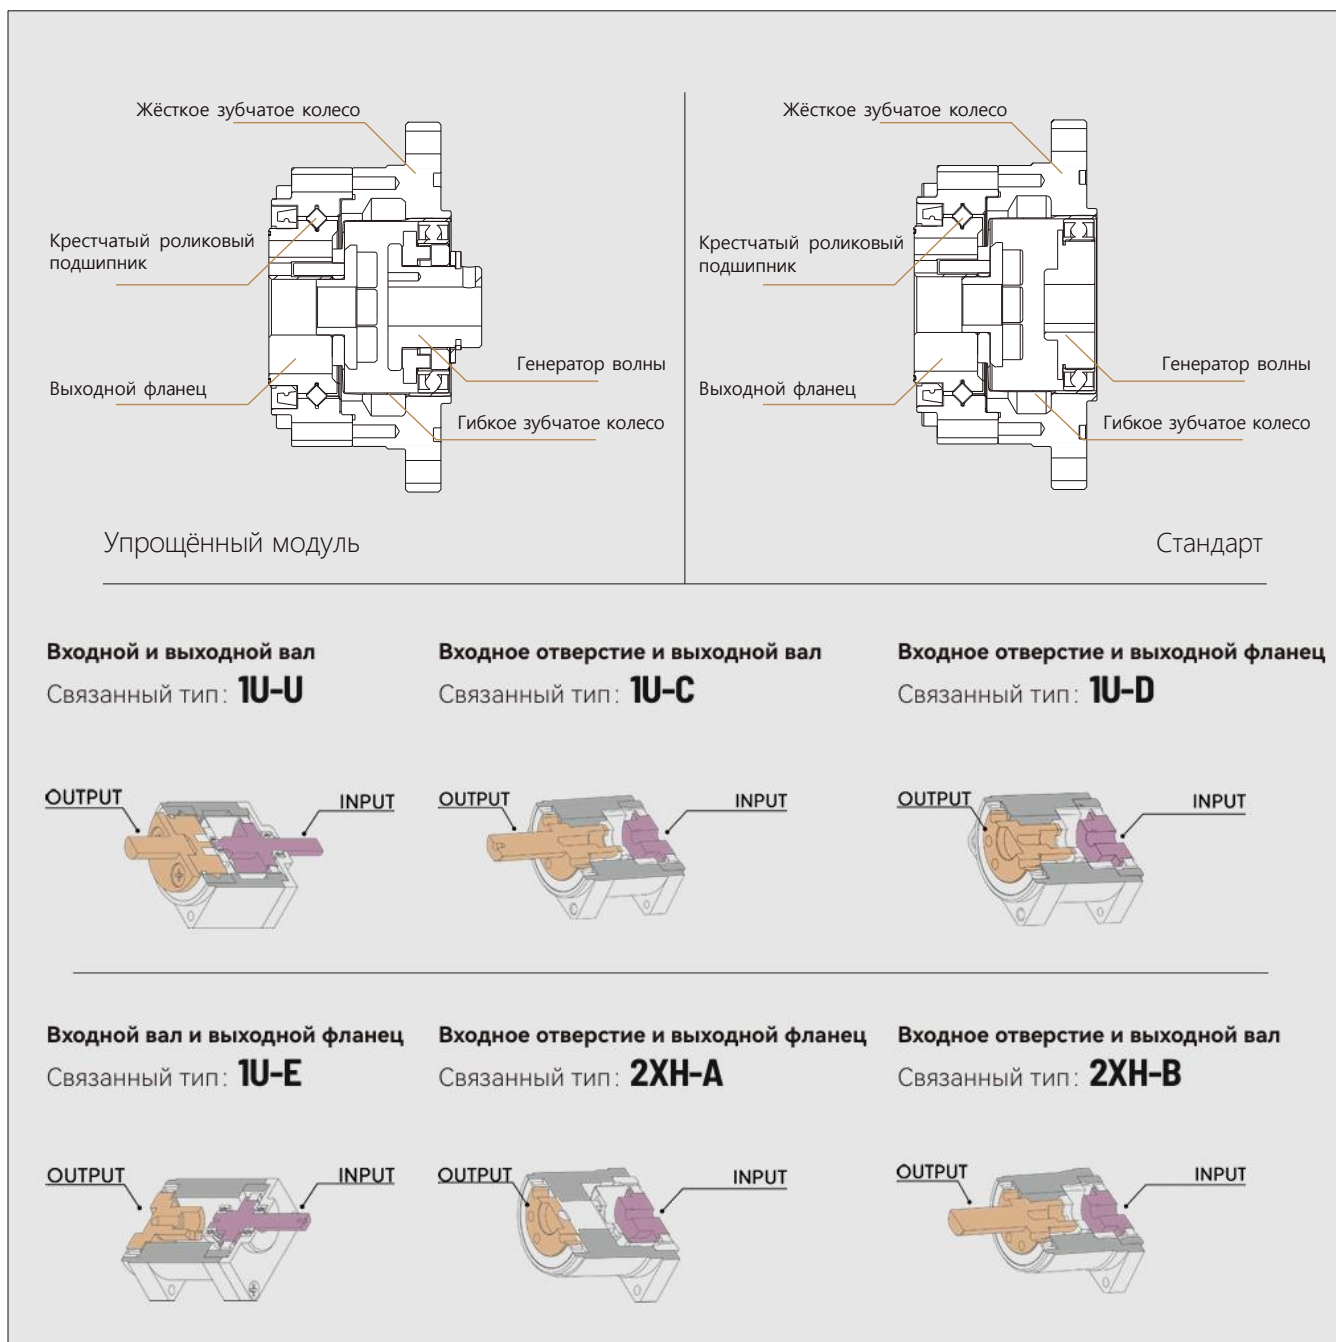 Жёсткое зубчатое колесо
Крестчатый роликовый
подшипник
Выходной фланец
Генератор волны
Гибкое зубчатое колесо
Упрощённый модуль
Жёсткое зубчатое колесо
Крестчатый роликовый
подшипник
Выходной фланец
Генератор волны
Гибкое зубчатое колесо
Стандарт
Входной и выходной вал
Связанный тип: 1U-U
OUTPUT
INPUT
Входное отверстие и выходной вал
Связанный тип: 1U-C
OUTPUT
INPUT
Входное отверстие и выходной фланец
Связанный тип: 1U-D
OUTPUT
INPUT
Входной вал и выходной фланец
Связанный тип: 1U-E
OUTPUT
INPUT
Входное отверстие и выходной фланец
Связанный тип: 2XH-A
OUTPUT
INPUT
Входное отверстие и выходной вал
Связанный тип: 2XH-B
OUTPUT
INPUT